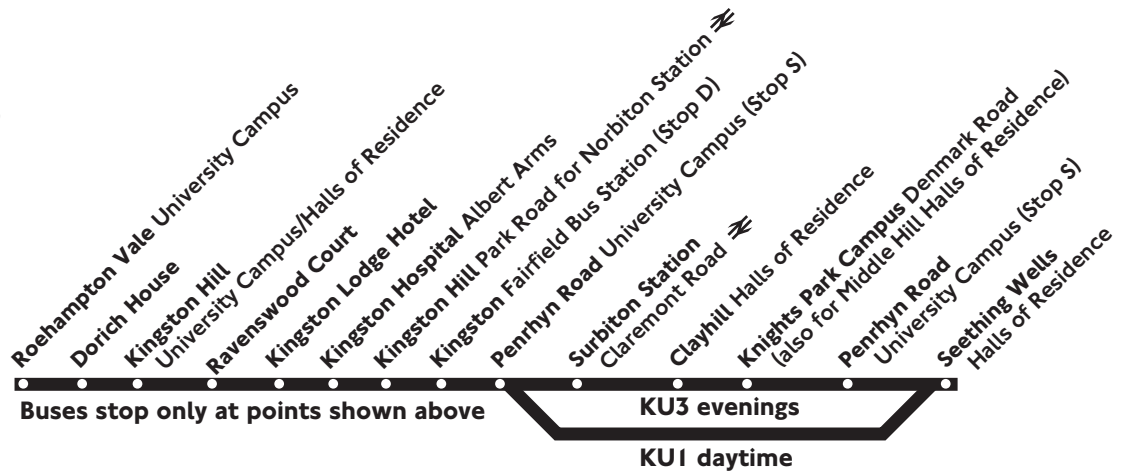 Roehampton Vale University Campus
Dorich House
Kingston Hill
University Campus/Halls of Residence
Ravenswood Court
Kingston Lodge Hotel
Kingston Hospital Albert Arms
Kingston Hill Park Road for Norbiton Station
Kingston Fairfield Bus Station (Stop D)
Penrhyn Road University Campus (Stop S)
Surbiton Station
Claremont Road
Clayhill Halls of Residence
Knights Park Campus Denmark Road
(also for Middle Hill Halls of Residence)
Penrhyn Road
University Campus (Stop S)
Seething Wells
Halls of Residence
Buses stop only at points shown above
KU3 evenings
KU1 daytime